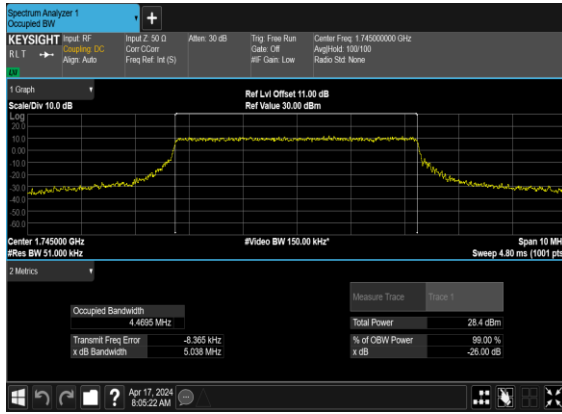 Spectrum Analyzer 1
Occupied BW
+
KEYSIGHT
RLT
LW
Input: RF
Coupling: DC
Align: Auto
Input Z: 50 Ω
Corr CCorr
Freq Ref: Int (S)
Atten: 30 dB
Trig: Free Run
Gate: Off
#IF Gain: Low
Center Freq: 1.745000000 GHz
Avg|Hold: 100/100
Radio Std: None
1 Graph
Scale/Div 10.0 dB
Ref Lvl Offset 11.00 dB
Ref Value 30.00 dBm
Log
20.0
10.0
0.00
-10.0
-20.0
-30.0
-40.0
-50.0
-60.0
Center 1.745000 GHz
#Res BW 51.000 kHz
#Video BW 150.00 kHz*
Span 10 MH
Sweep 4.80 ms (1001 pts
2 Metrics
Measure Trace
Trace 1
Occupied Bandwidth
4.4695 MHz
Total Power
28.4 dBm
Transmit Freq Error
-8.365 kHz
% of OBW Power
99.00 %
x dB Bandwidth
5.038 MHz
x dB
-26.00 dB
?
Apr 17, 2024
8:05:22 AM